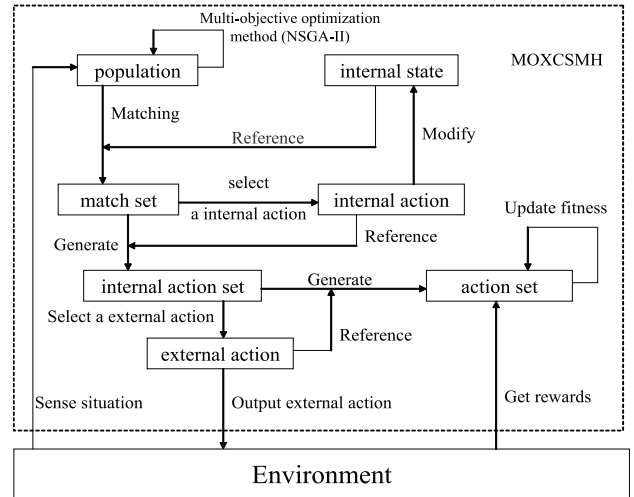 Multi-objective optimization
method (NSGA-II)
MOXCSMH
population
internal state
Matching
Reference
Modify
select
match set
internal action
a internal action
Update fitness
Generate
Reference
internal action set
Generate
action set
Select a external action
Reference
external action
Sense situation
Output external action
Get rewards
Environment